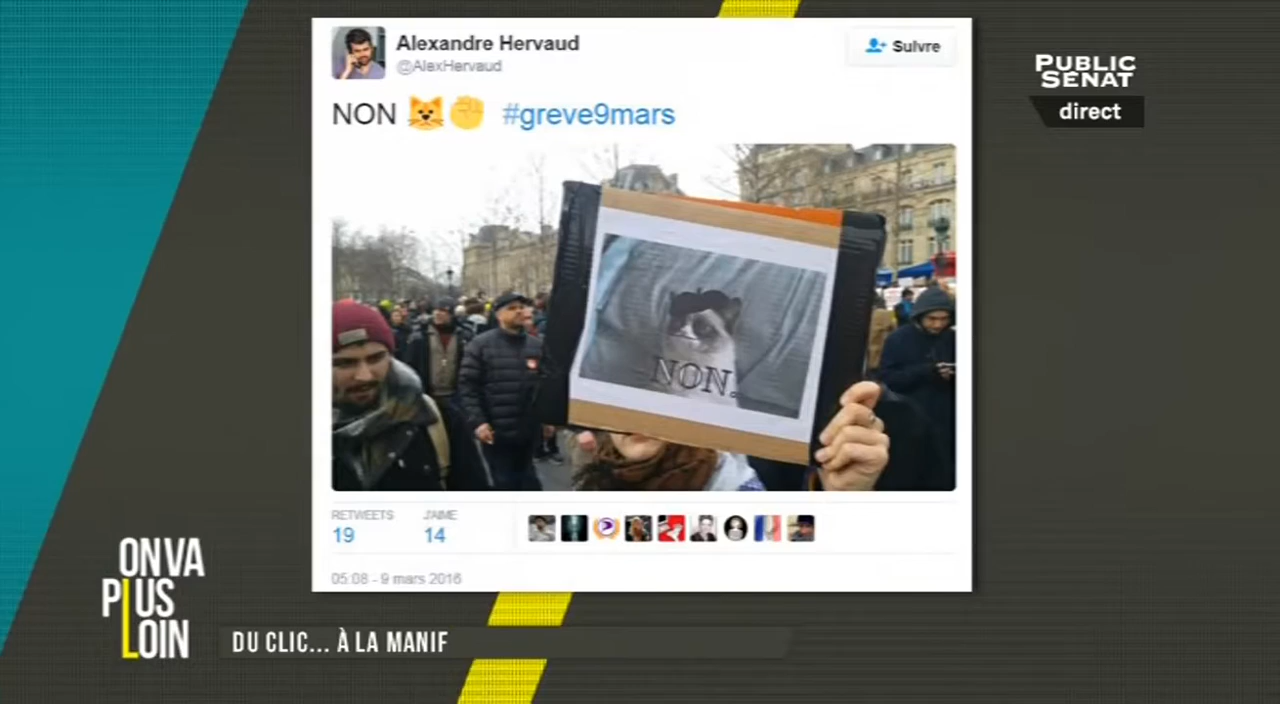 Alexandre Hervaud
@AlexHervaud
Suivre
NON 🐱✊ #greve9mars
NON.
RETWEETS
19
J'AIME
14
05:08 - 9 mars 2016
PUBLIC
SÉNAT
direct
ON VA
PLUS
LOIN
DU CLIC... À LA MANIF